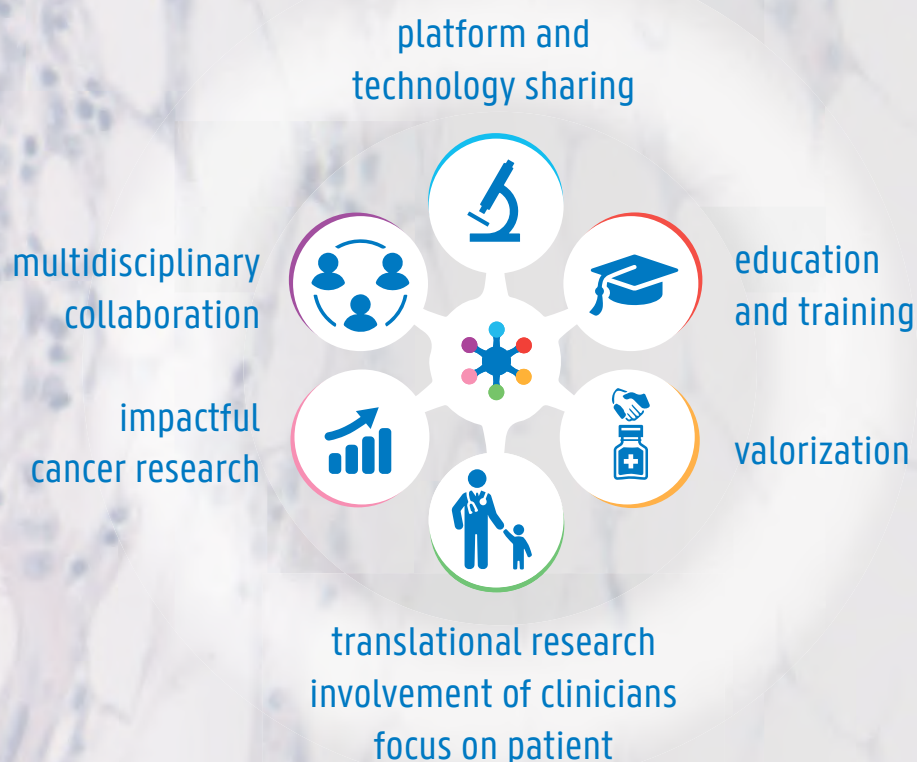 platform and
technology sharing
multidisciplinary
collaboration
education
and training
impactful
cancer research
valorization
translational research
involvement of clinicians
focus on patient